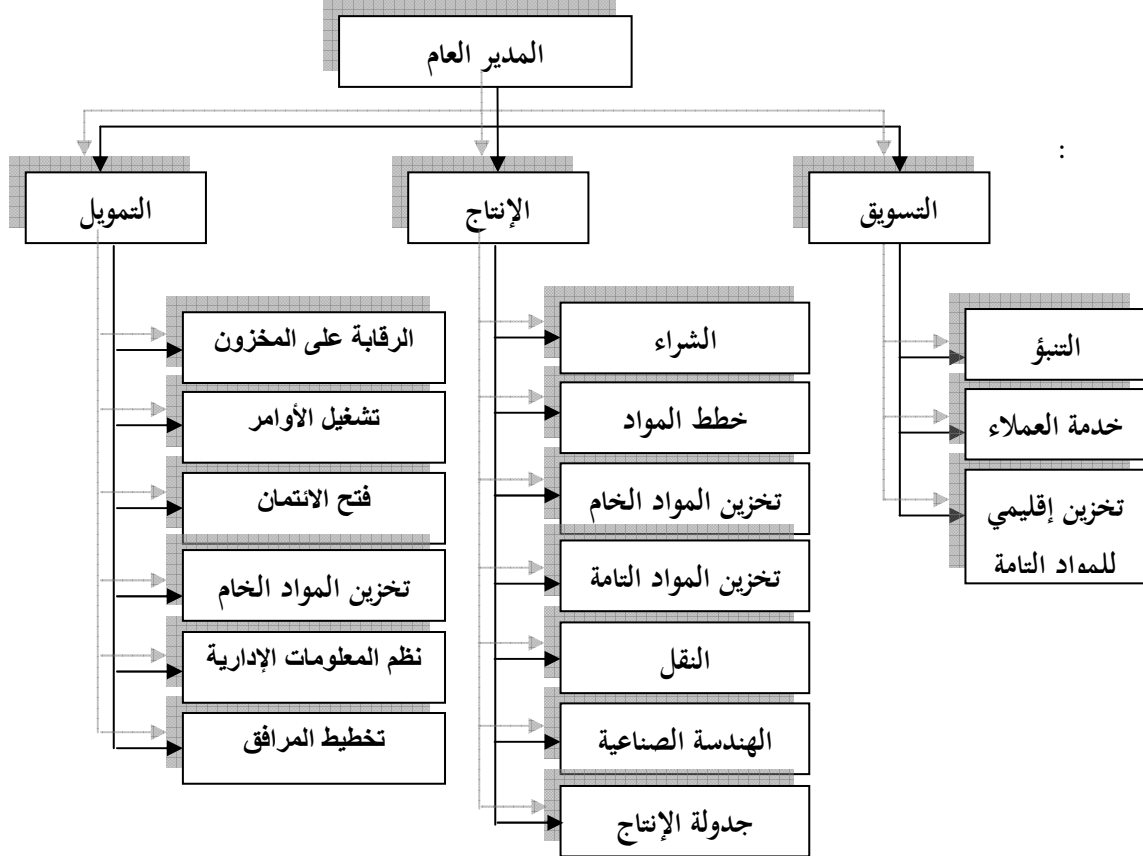 المدير العام
:
التسويق
الإنتاج
التمويل
التنبؤ
خدمة العملاء
تخزين إقليمي
للمواد التامة
الشراء
خطط المواد
تخزين المواد الخام
تخزين المواد التامة
النقل
الهندسة الصناعية
جدولة الإنتاج
الرقابة على المخزون
تشغيل الأوامر
فتح الائتمان
تخزين المواد الخام
نظم المعلومات الإدارية
تخطيط المرافق